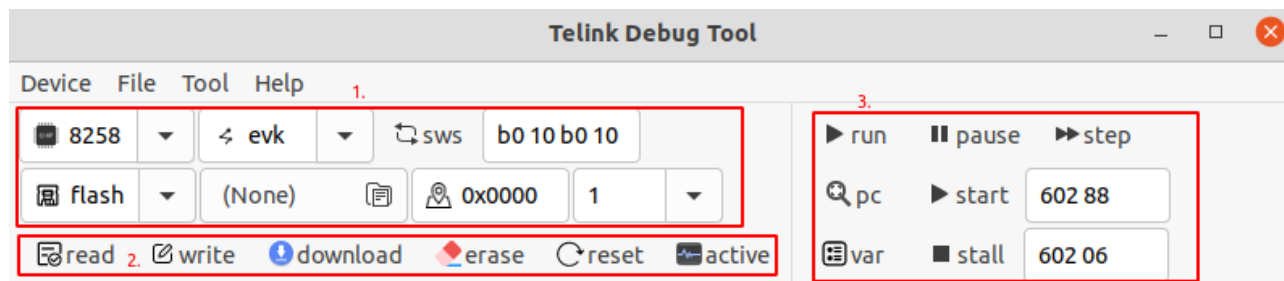 Telink Debug Tool
Device File Tool Help
1.
8258 evk sws b0 10 b0 10
flash (None) 0x0000 1
2.
read write download erase reset active
3.
run pause step
pc start 602 88
var stall 602 06